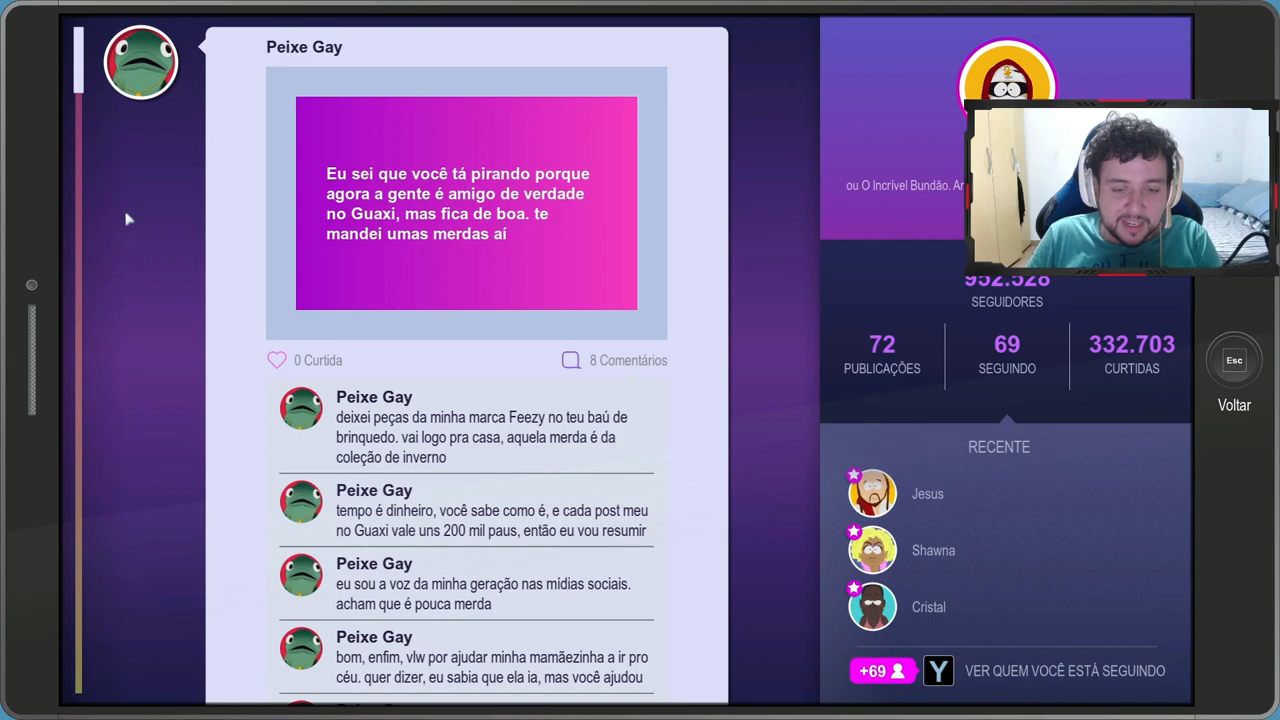 Peixe Gay
Eu sei que você tá pirando porque
agora a gente é amigo de verdade
no Guaxi, mas fica de boa. te
mandei umas merdas aí
0 Curtida
8 Comentários
Peixe Gay
deixei peças da minha marca Feezy no teu baú de
brinquedo. vai logo pra casa, aquela merda é da
coleção de inverno
Peixe Gay
tempo é dinheiro, você sabe como é, e cada post meu
no Guaxi vale uns 200 mil paus, então eu vou resumir
Peixe Gay
eu sou a voz da minha geração nas mídias sociais.
acham que é pouca merda
Peixe Gay
bom, enfim, vlw por ajudar minha mamãezinha a ir pro
céu. quer dizer, eu sabia que ela ia, mas você ajudou
ou O Incrível Bundão.
952.528
SEGUIDORES
72
PUBLICAÇÕES
69
SEGUINDO
332.703
CURTIDAS
RECENTE
Jesus
Shawna
Cristal
+69
Y
VER QUEM VOCÊ ESTÁ SEGUINDO
Esc
Voltar